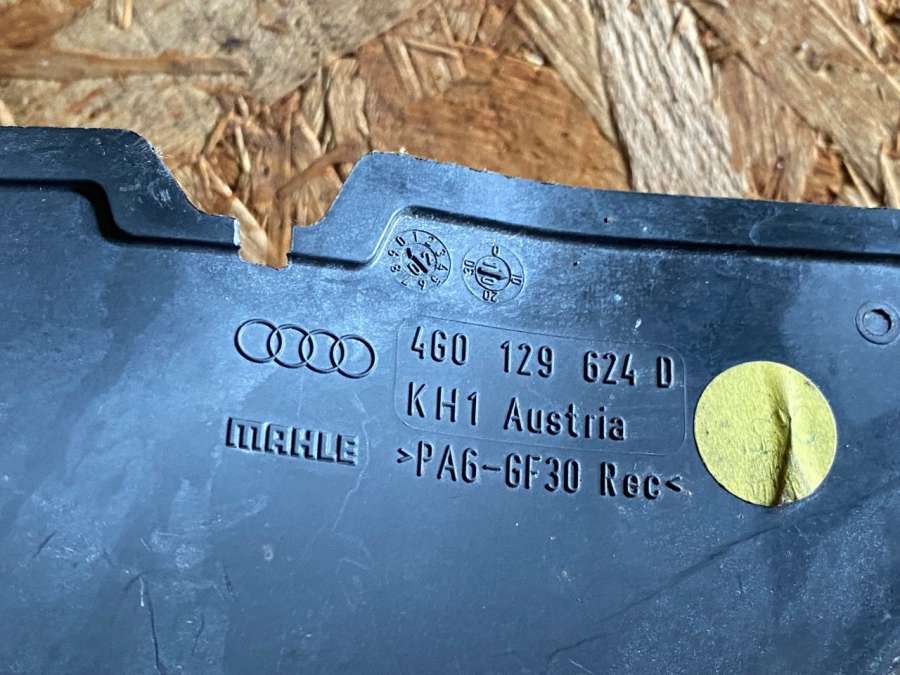 4G0 129 624 D
KH1 Austria
MAHLE
>PA6-GF30 Rec<